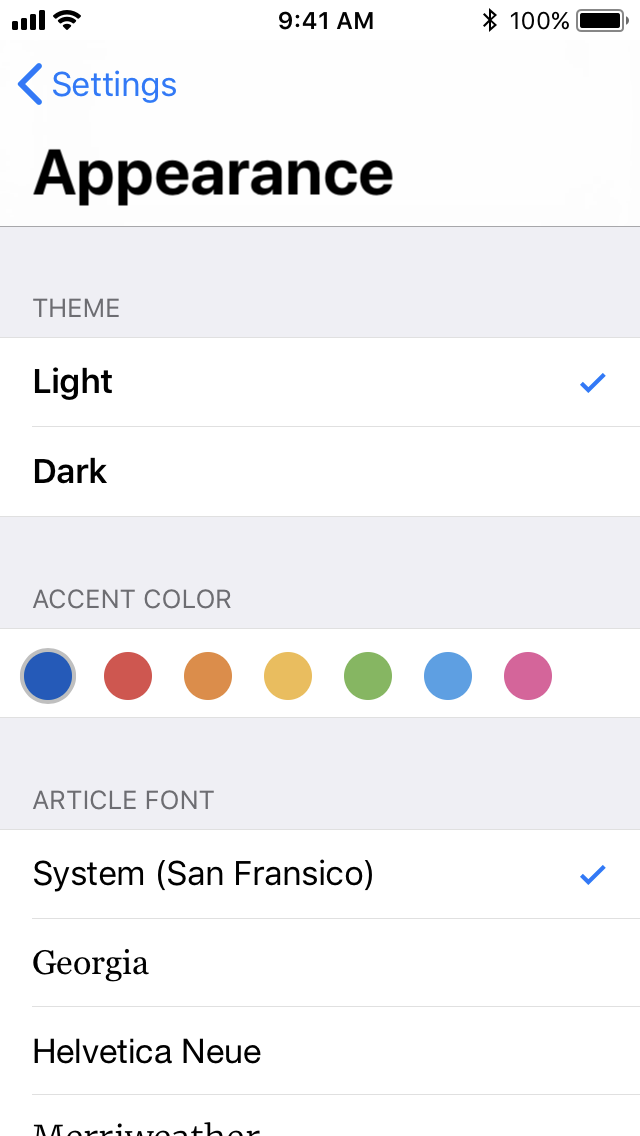 9:41 AM
100%
Settings
Appearance
THEME
Light
Dark
ACCENT COLOR
ARTICLE FONT
System (San Fransico)
Georgia
Helvetica Neue
Merriweather